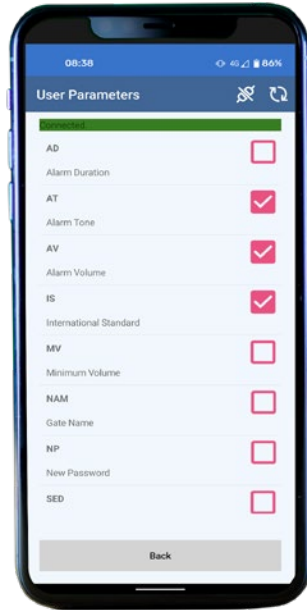 08:38 4G 86%
User Parameters
Connected
AD
Alarm Duration
AT
Alarm Tone
AV
Alarm Volume
IS
International Standard
MV
Minimum Volume
NAM
Gate Name
NP
New Password
SED
Back